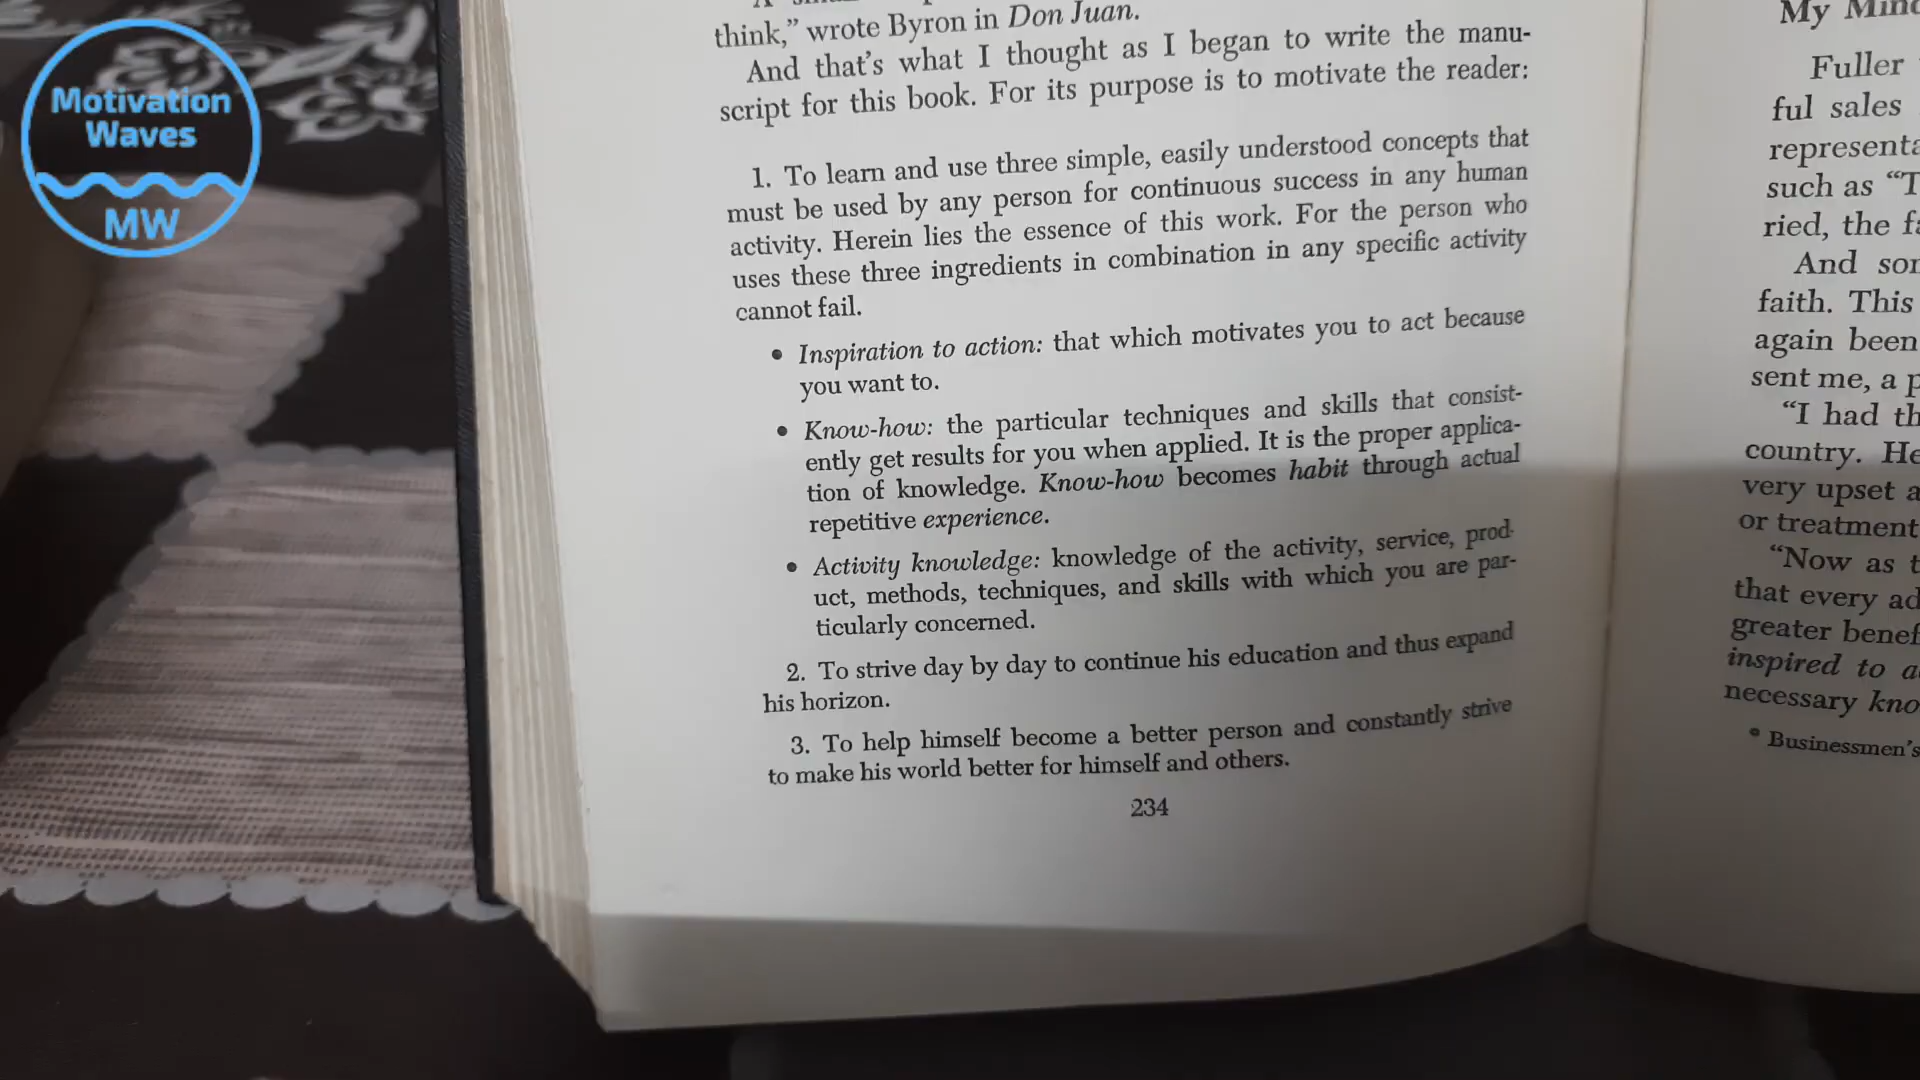 Motivation
Waves
MW
think,” wrote Byron in Don Juan.
And that’s what I thought as I began to write the manu-
script for this book. For its purpose is to motivate the reader:
1. To learn and use three simple, easily understood concepts that
must be used by any person for continuous success in any human
activity. Herein lies the essence of this work. For the person who
uses these three ingredients in combination in any specific activity
cannot fail.
• Inspiration to action: that which motivates you to act because
you want to.
• Know-how: the particular techniques and skills that consist-
ently get results for you when applied. It is the proper applica-
tion of knowledge. Know-how becomes habit through actual
repetitive experience.
• Activity knowledge: knowledge of the activity, service, prod-
uct, methods, techniques, and skills with which you are par-
ticularly concerned.
2. To strive day by day to continue his education and thus expand
his horizon.
3. To help himself become a better person and constantly strive
to make his world better for himself and others.
234
My
Fuller
ful sales
such as
ried, the
And
faith. This
again been
sent me, a
“I had
country. He
very upset
or treatment
“Now as
that every
greater
inspired to
necessary
* Businessmen’s